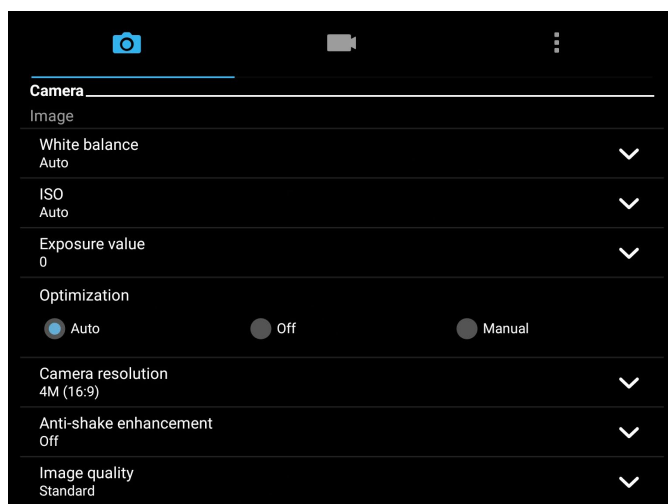 Camera
Image
White balance
Auto
ISO
Auto
Exposure value
0
Optimization
Auto Off Manual
Camera resolution
4M (16:9)
Anti-shake enhancement
Off
Image quality
Standard